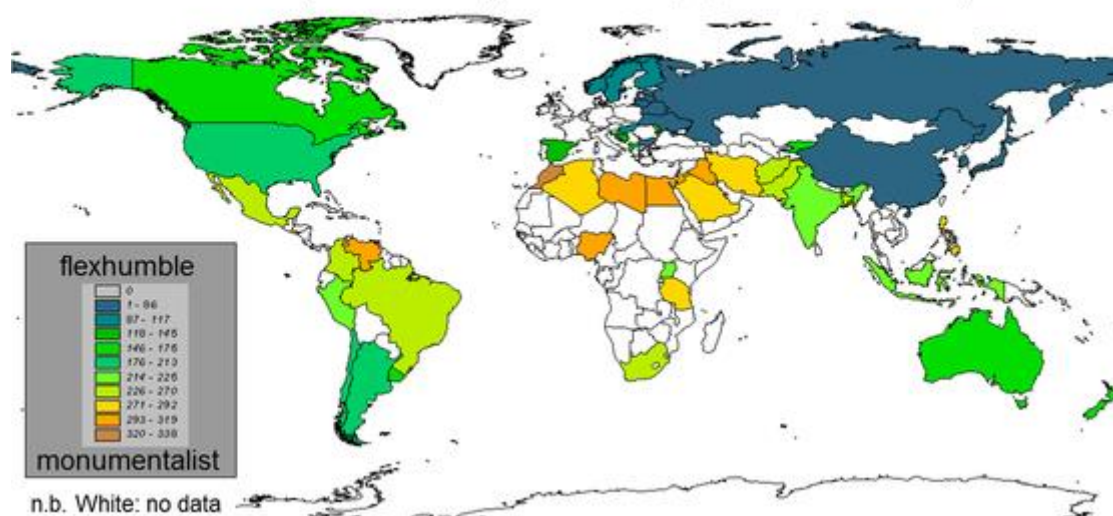 flexhumble
0
1 - 86
87 - 117
118 - 145
146 - 175
176 - 213
214 - 225
226 - 270
271 - 292
293 - 319
320 - 338
monumentalist
n.b. White: no data